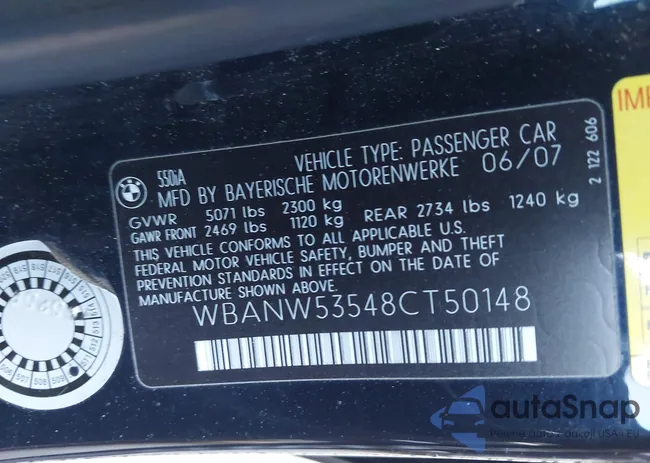 550iA
VEHICLE TYPE: PASSENGER CAR
MFD BY BAYERISCHE MOTORENWERKE 06/07
GVWR 5071 lbs 2300 kg
GAWR FRONT 2469 lbs 1120 kg REAR 2734 lbs 1240 kg
THIS VEHICLE CONFORMS TO ALL APPLICABLE U.S.
FEDERAL MOTOR VEHICLE SAFETY, BUMPER AND THEFT
PREVENTION STANDARDS IN EFFECT ON THE DATE OF
MANUFACTURE SHOWN ABOVE.
WBANW53548CT50148
2 122 606
IMP
autoSnap